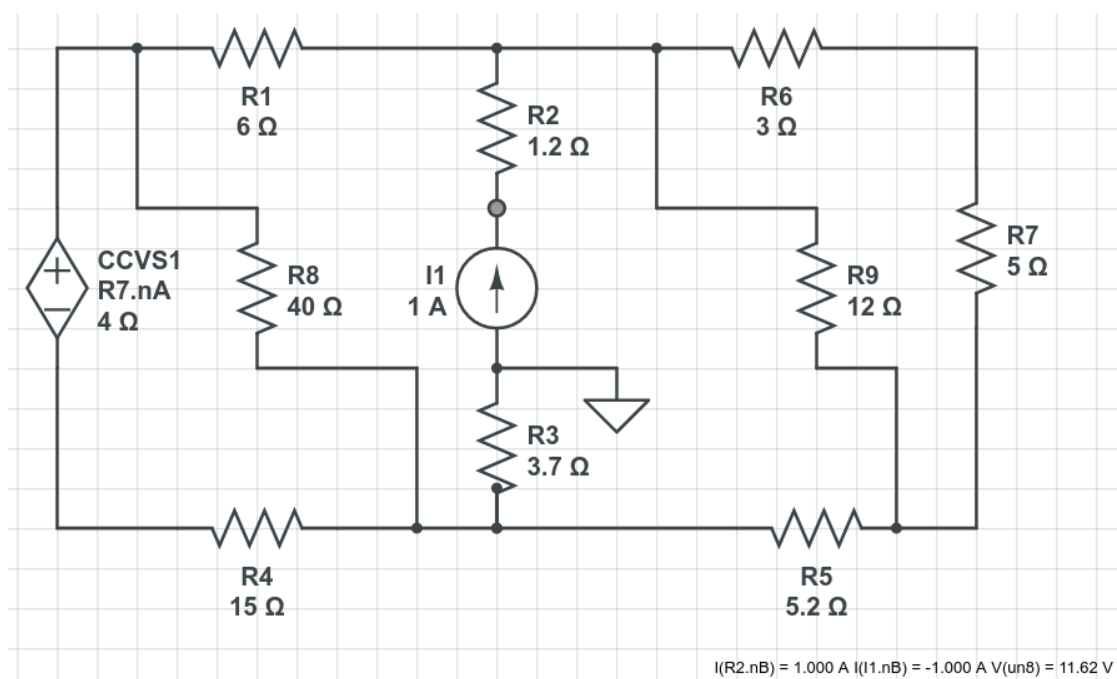 R1
6 Ω
R6
3 Ω
R2
1.2 Ω
R7
5 Ω
CCVS1
R7.nA
4 Ω
R8
40 Ω
I1
1 A
R9
12 Ω
R3
3.7 Ω
R4
15 Ω
R5
5.2 Ω
I(R2.nB) = 1.000 A I(I1.nB) = -1.000 A V(un8) = 11.62 V